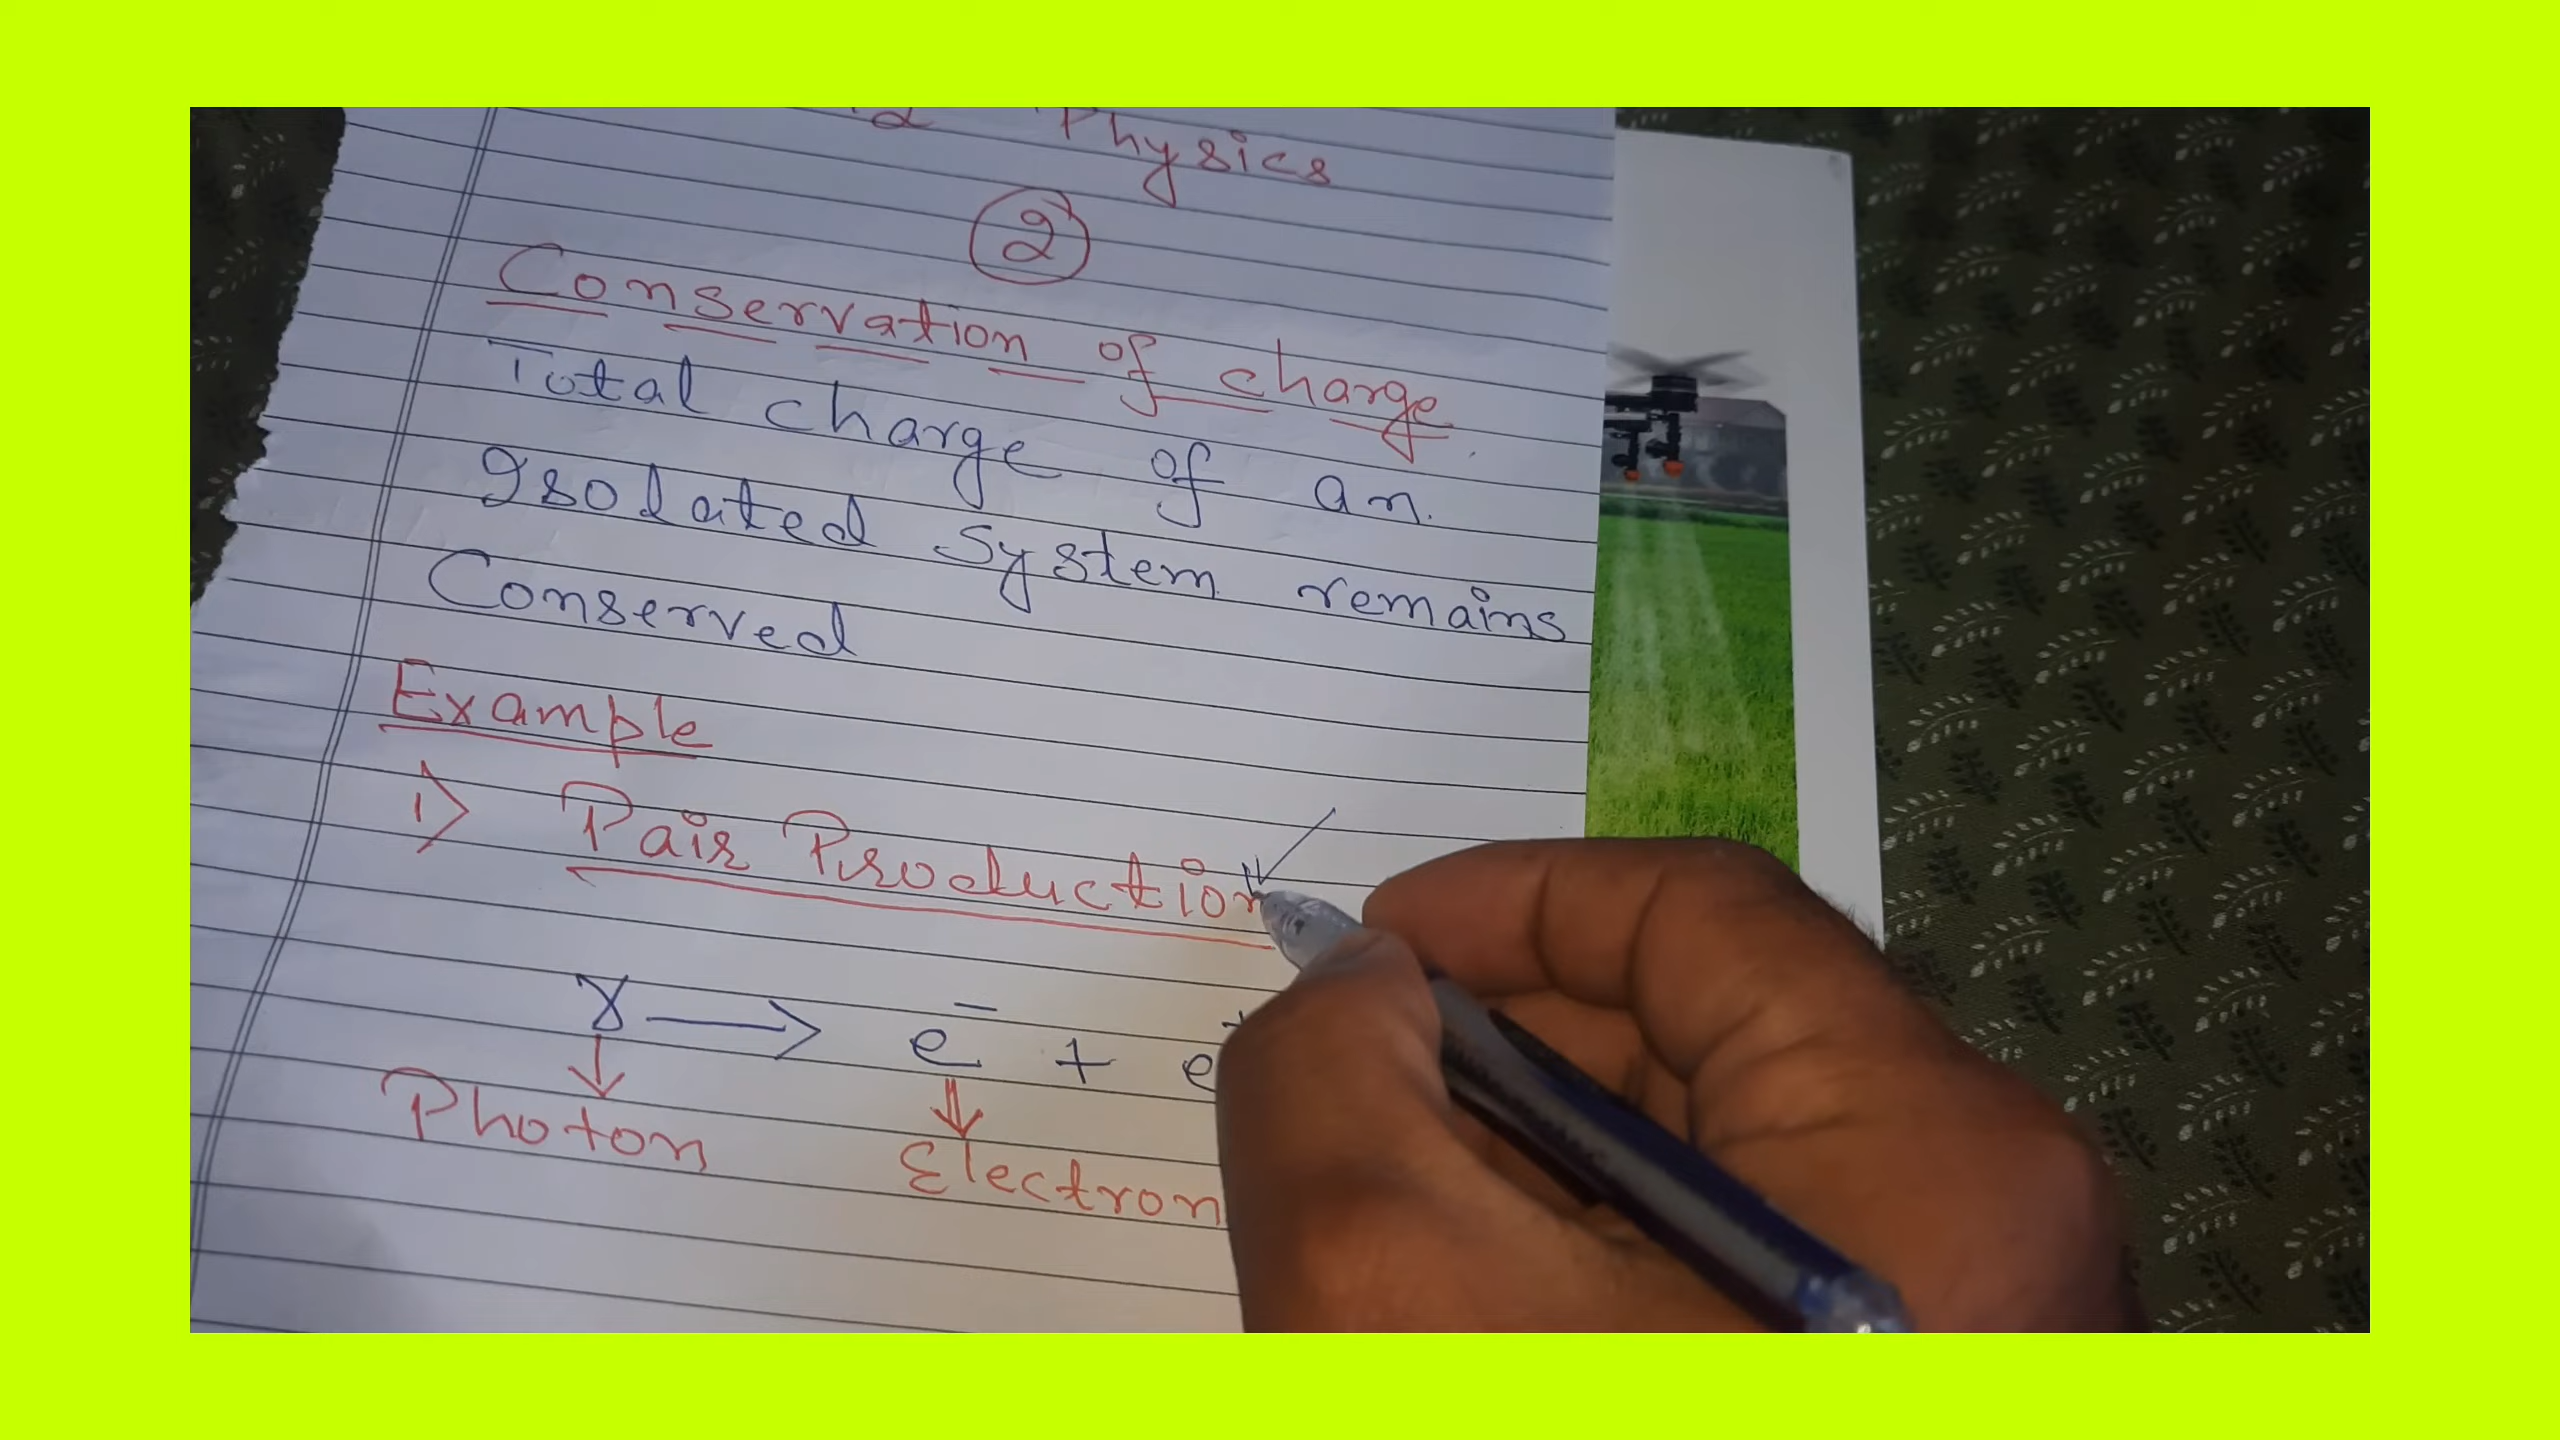 Physics
2
Conservation of charge
Total charge of an
Isolated System remains
Conserved
Example
1> Pair Production
γ → e⁻ + e⁺
Photon Electron